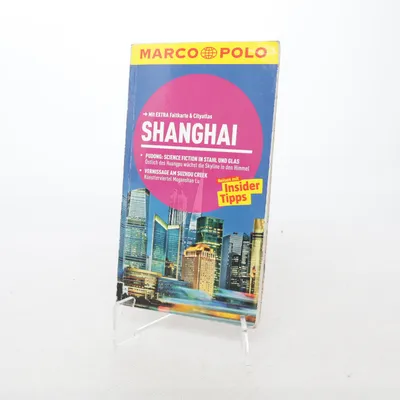 MARCO POLO
→ Mit EXTRA Faltkarte & Cityatlas
SHANGHAI
• PUDONG: SCIENCE FICTION IN STAHL UND GLAS
Östlich des Huangpu wächst die Skyline in den Himmel
• VERNISSAGE AM SUZHOU CREEK
Künstlerviertel Moganshan Lu
Insider
Tipps